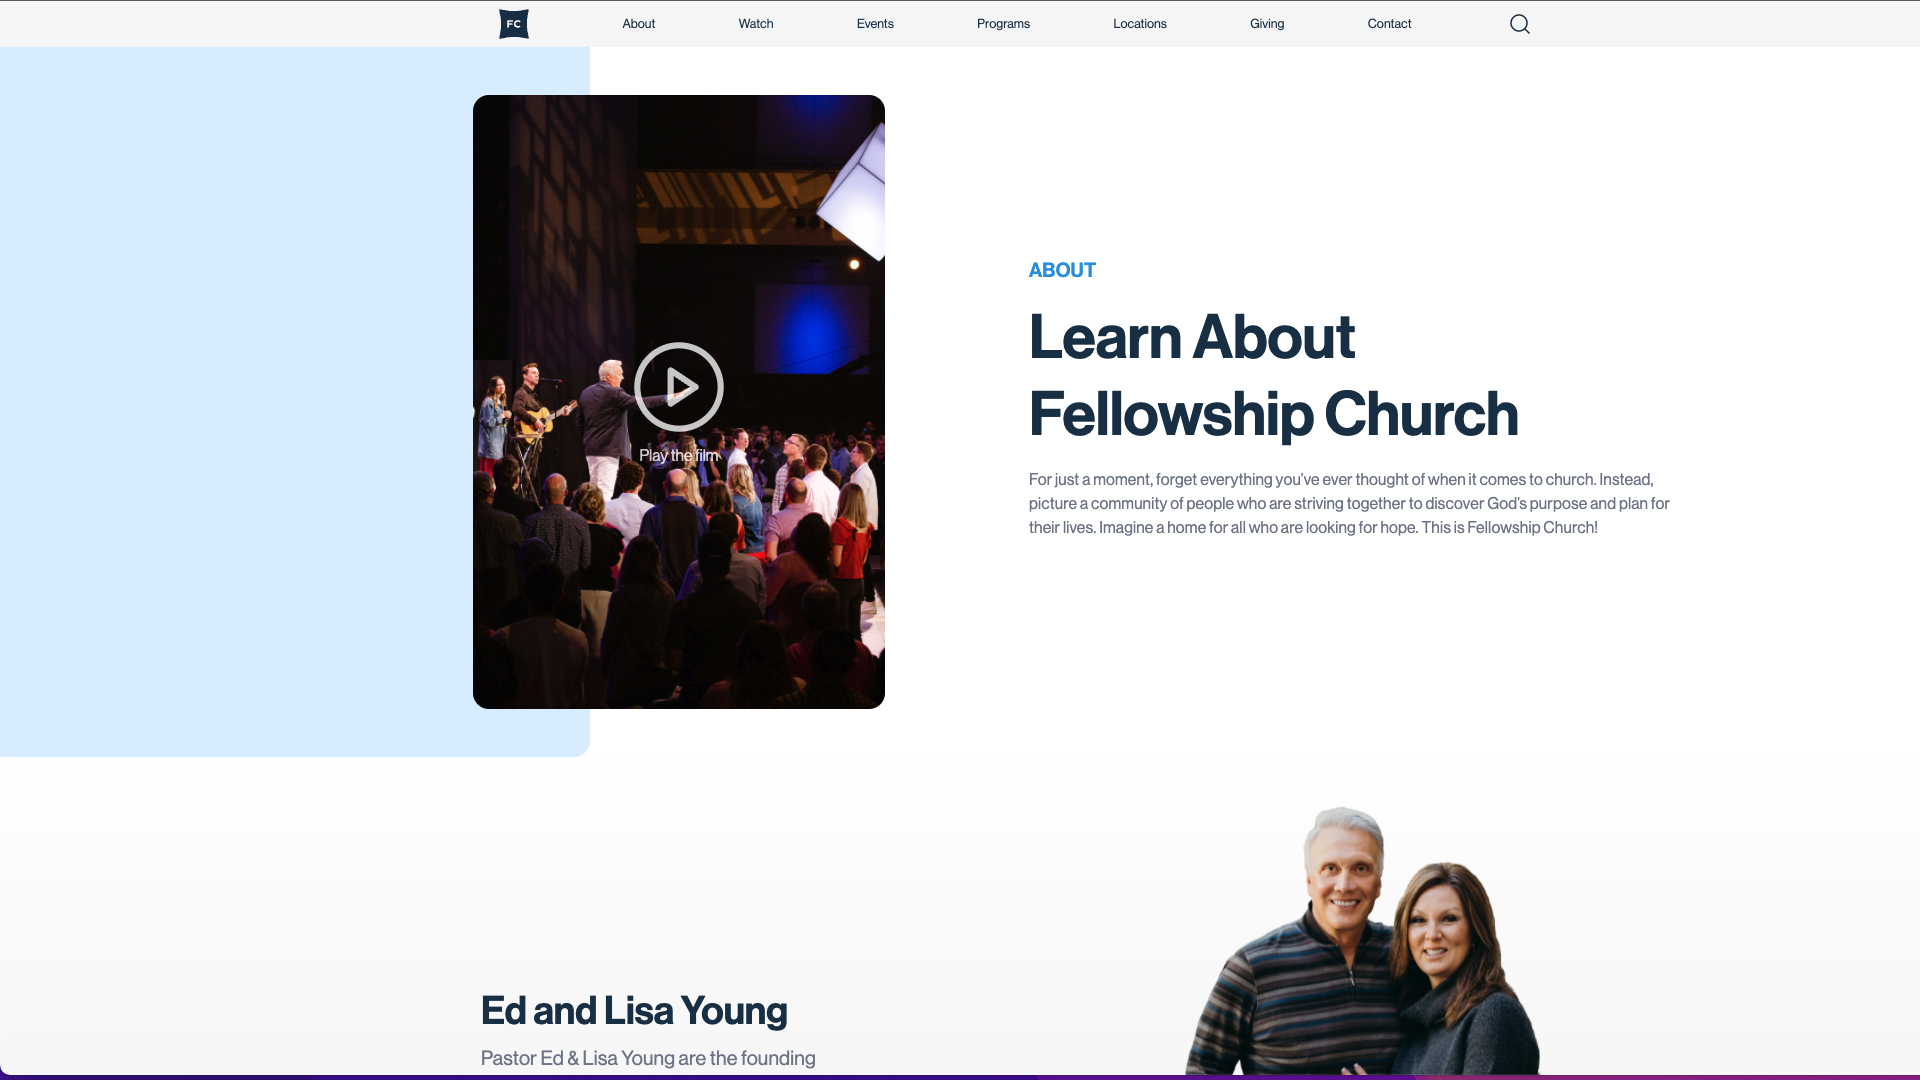 FC
About
Watch
Events
Programs
Locations
Giving
Contact
Play the film
ABOUT
Learn About
Fellowship Church
For just a moment, forget everything you’ve ever thought of when it comes to church. Instead,
picture a community of people who are striving together to discover God’s purpose and plan for
their lives. Imagine a home for all who are looking for hope. This is Fellowship Church!
Ed and Lisa Young
Pastor Ed & Lisa Young are the founding